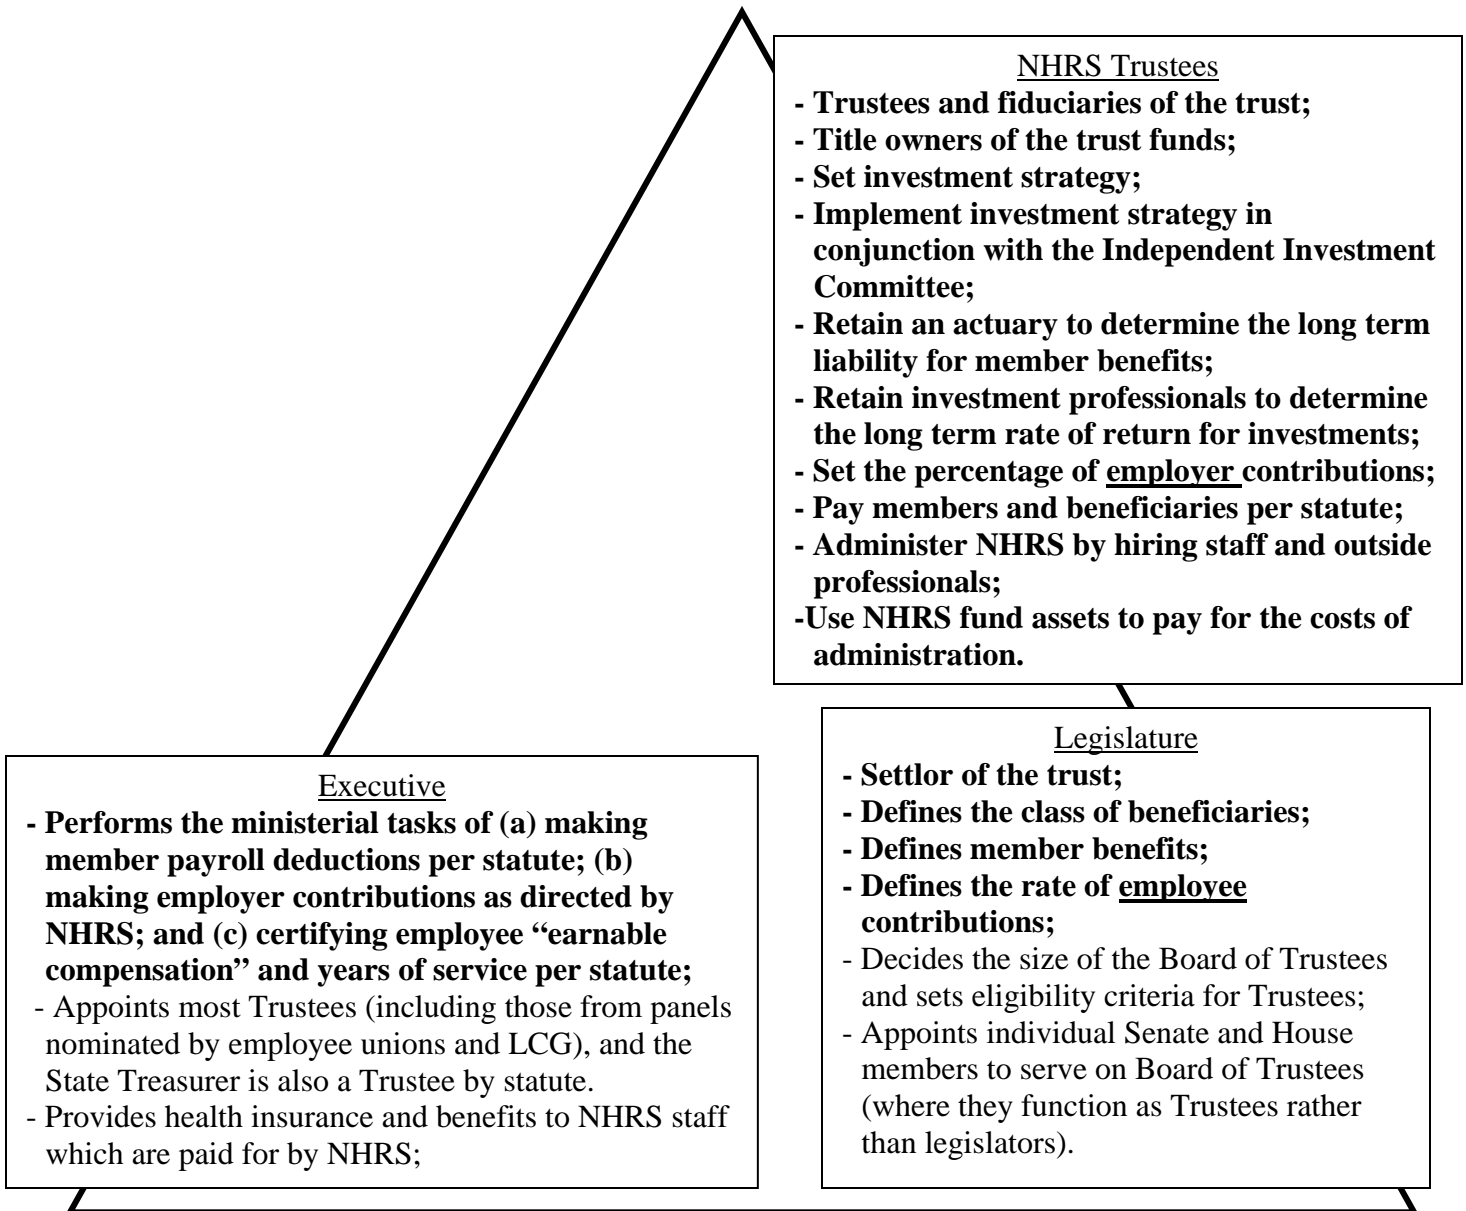 NHRS Trustees
- Trustees and fiduciaries of the trust;
- Title owners of the trust funds;
- Set investment strategy;
- Implement investment strategy in
conjunction with the Independent Investment
Committee;
- Retain an actuary to determine the long term
liability for member benefits;
- Retain investment professionals to determine
the long term rate of return for investments;
- Set the percentage of employer contributions;
- Pay members and beneficiaries per statute;
- Administer NHRS by hiring staff and outside
professionals;
-Use NHRS fund assets to pay for the costs of
administration.
Executive
- Performs the ministerial tasks of (a) making
member payroll deductions per statute; (b)
making employer contributions as directed by
NHRS; and (c) certifying employee “earnable
compensation” and years of service per statute;
- Appoints most Trustees (including those from panels
nominated by employee unions and LCG), and the
State Treasurer is also a Trustee by statute.
- Provides health insurance and benefits to NHRS staff
which are paid for by NHRS;
Legislature
- Settlor of the trust;
- Defines the class of beneficiaries;
- Defines member benefits;
- Defines the rate of employee
contributions;
- Decides the size of the Board of Trustees
and sets eligibility criteria for Trustees;
- Appoints individual Senate and House
members to serve on Board of Trustees
(where they function as Trustees rather
than legislators).